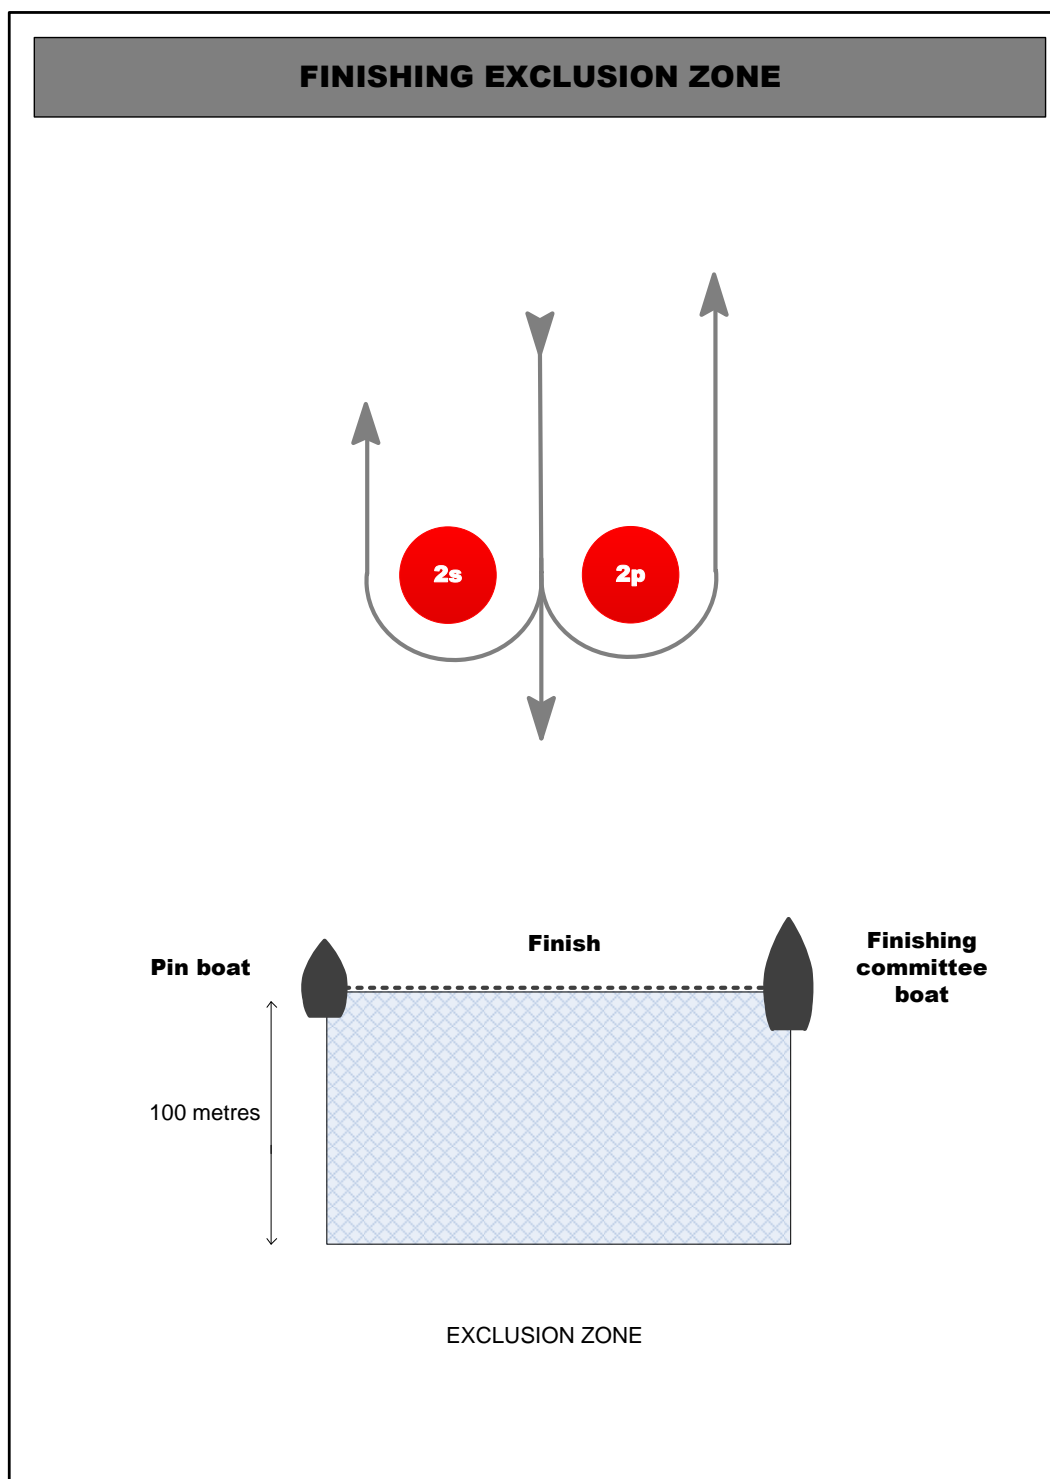 FINISHING EXCLUSION ZONE
2s
2p
Finish
Pin boat
Finishing
committee
boat
100 metres
EXCLUSION ZONE